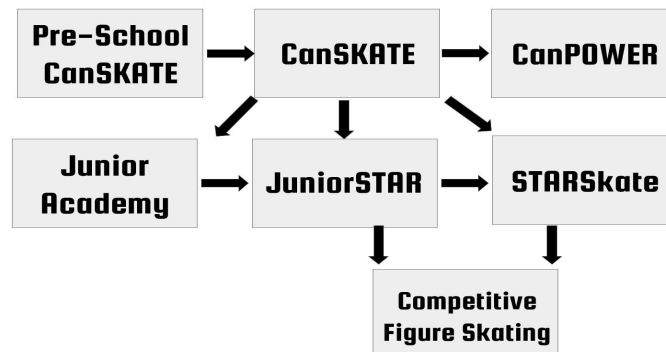 Pre-School
CanSKATE
CanSKATE
CanPOWER
Junior
Academy
JuniorSTAR
STARSkate
Competitive
Figure Skating